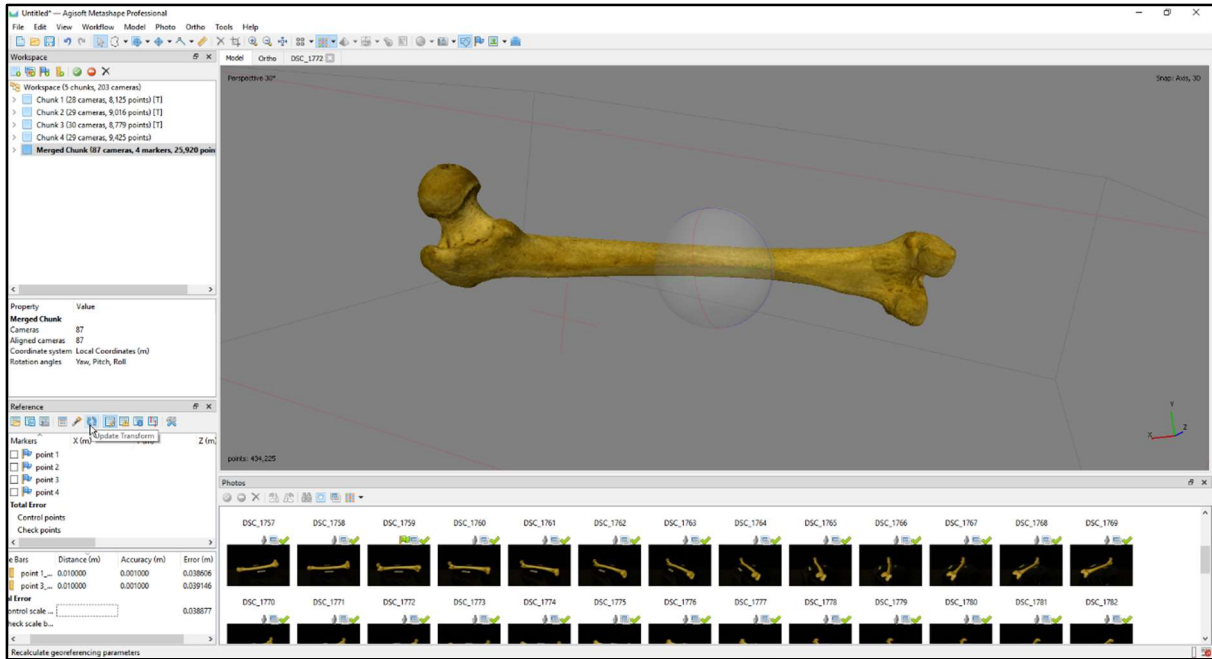 Untitled* — Agisoft Metashape Professional
File Edit View Workflow Model Photo Ortho Tools Help
Workspace
Workspace (5 chunks, 203 cameras)
Chunk 1 (28 cameras, 8,125 points) [T]
Chunk 2 (29 cameras, 9,016 points) [T]
Chunk 3 (30 cameras, 8,779 points) [T]
Chunk 4 (29 cameras, 9,425 points)
Merged Chunk (87 cameras, 4 markers, 25,920 poin
Property Value
Merged Chunk
Cameras 87
Aligned cameras 87
Coordinate system Local Coordinates (m)
Rotation angles Yaw, Pitch, Roll
Reference
Update Transform
Markers X (m) Z (m
point 1
point 2
point 3
point 4
Total Error
Control points
Check points
e Bars Distance (m) Accuracy (m) Error (m)
point 1_... 0.010000 0.001000 0.038606
point 3_... 0.010000 0.001000 0.039146
al Error
ontrol scale ... 0.038877
heck scale b...
Recalculate georeferencing parameters
Model Ortho DSC_1772
Perspective 30°
Snap: Axis, 3D
Y
X Z
points: 434,225
Photos
DSC_1757 DSC_1758 DSC_1759 DSC_1760 DSC_1761 DSC_1762 DSC_1763 DSC_1764 DSC_1765 DSC_1766 DSC_1767 DSC_1768 DSC_1769
DSC_1770 DSC_1771 DSC_1772 DSC_1773 DSC_1774 DSC_1775 DSC_1776 DSC_1777 DSC_1778 DSC_1779 DSC_1780 DSC_1781 DSC_1782